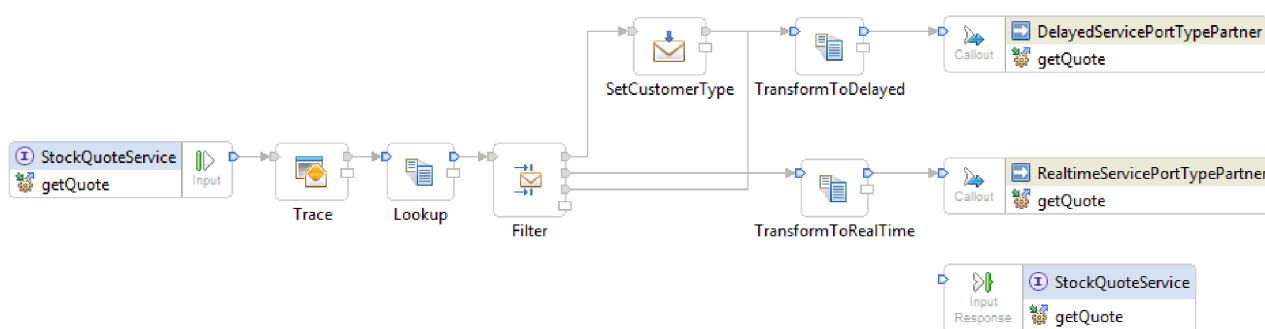 SetCustomerType
TransformToDelayed
Callout
DelayedServicePortTypePartner
getQuote
StockQuoteService
getQuote
Input
Trace
Lookup
Filter
TransformToRealTime
Callout
RealtimeServicePortTypePartner
getQuote
Input
Response
StockQuoteService
getQuote